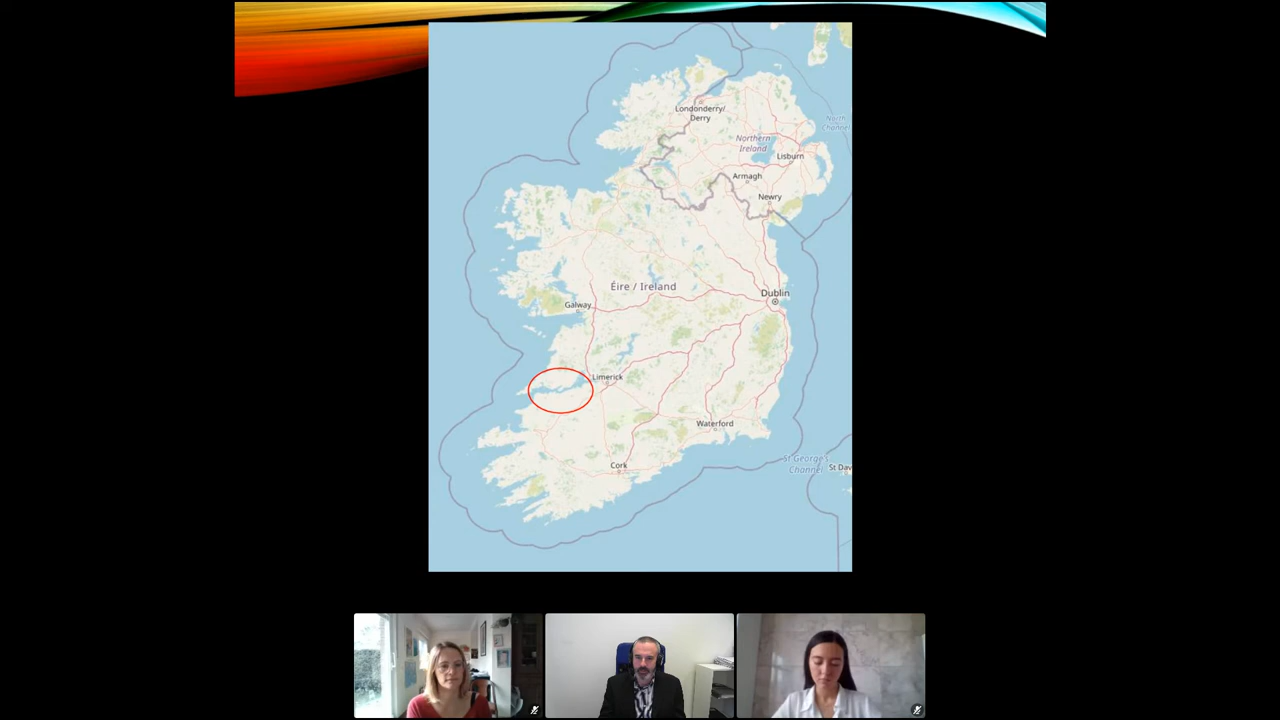 Londonderry/
Derry
North
Channel
Northern
Ireland
Lisburn
Armagh
Newry
Éire / Ireland
Dublin
Galway
Limerick
Waterford
St George's
Channel
St Dav
Cork